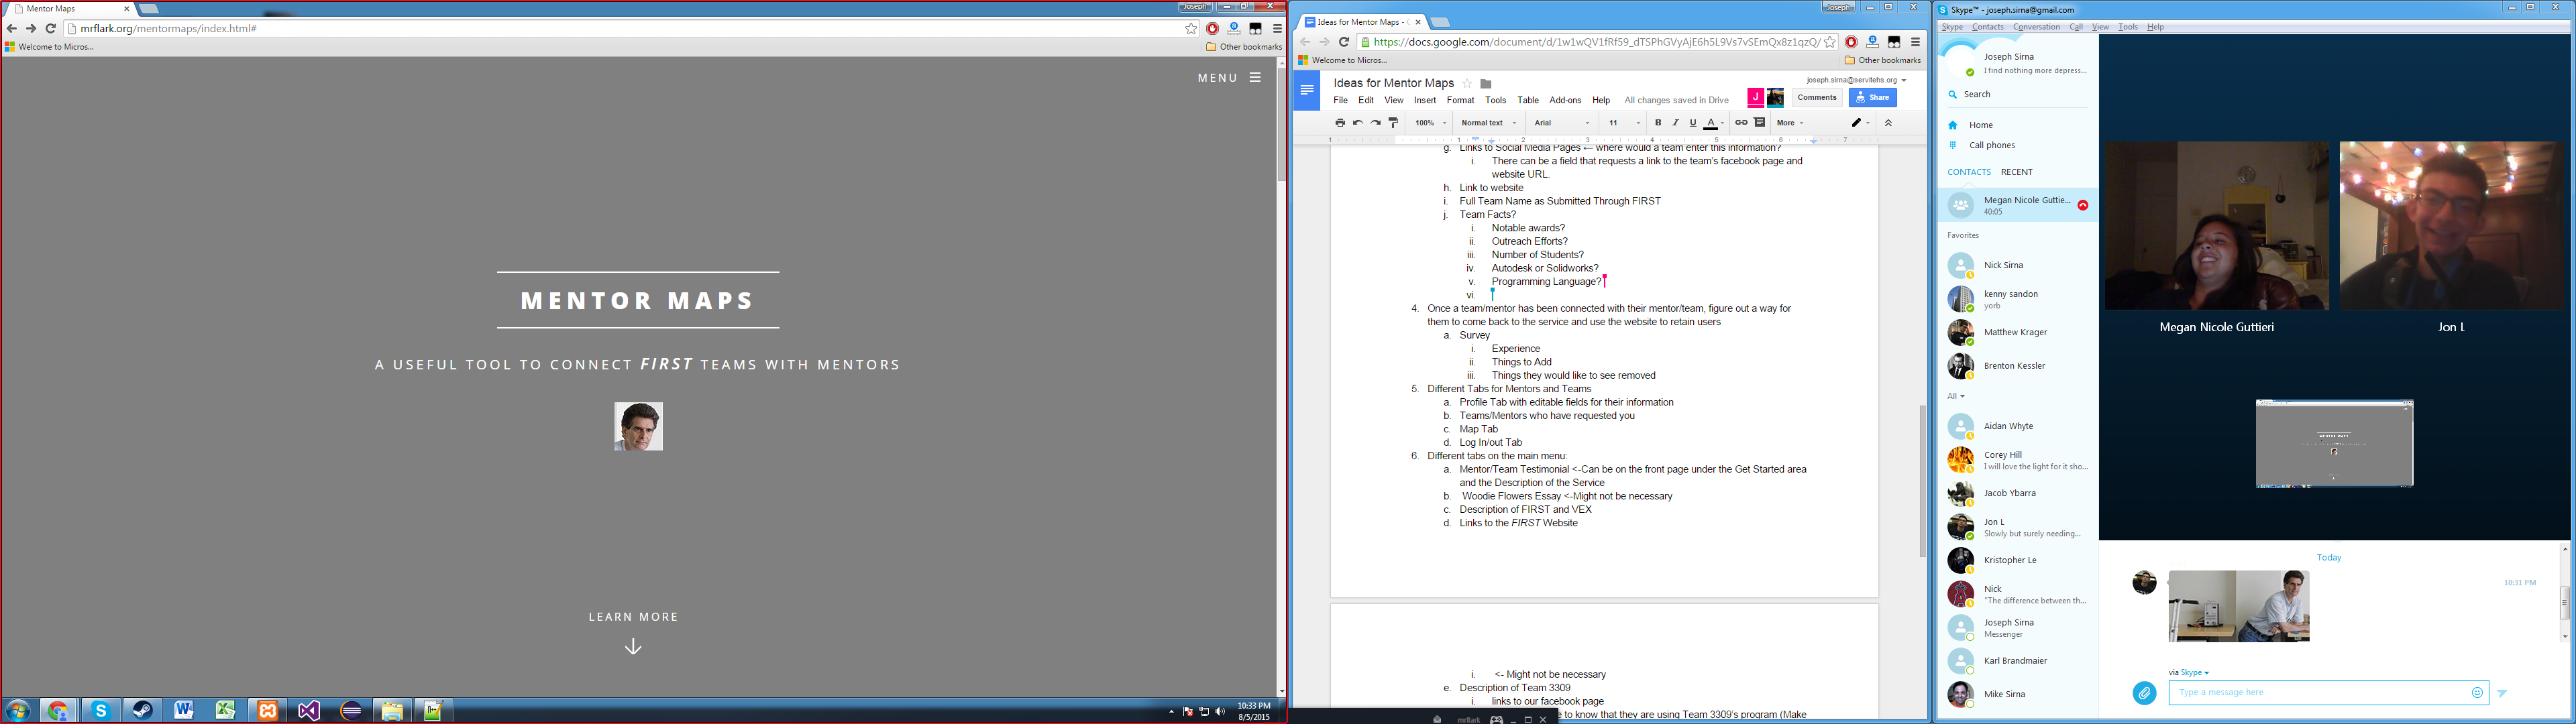 Mentor Maps
Joseph
mrflark.org/mentormaps/index.html#
Welcome to Micros...
Other bookmarks
MENU
MENTOR MAPS
A USEFUL TOOL TO CONNECT FIRST TEAMS WITH MENTORS
LEARN MORE
10:33 PM
8/5/2015
Ideas for Mentor Maps -
Joseph
https://docs.google.com/document/d/1w1wQV1fRf59_dTSPhGVyAjE6h5L9Vs7vSEmQx8z1qzQ/
Welcome to Micros...
Other bookmarks
Ideas for Mentor Maps
joseph.sirna@servitehs.org
File Edit View Insert Format Tools Table Add-ons Help All changes saved in Drive
J
Comments
Share
100% Normal text Arial 11 B I U A More
1 1 2 3 4 5 6 7
g. Links to Social Media Pages ← where would a team enter this information?
i. There can be a field that requests a link to the team's facebook page and
website URL.
h. Link to website
i. Full Team Name as Submitted Through FIRST
j. Team Facts?
i. Notable awards?
ii. Outreach Efforts?
iii. Number of Students?
iv. Autodesk or Solidworks?
v. Programming Language?
vi.
4. Once a team/mentor has been connected with their mentor/team, figure out a way for
them to come back to the service and use the website to retain users
a. Survey
i. Experience
ii. Things to Add
iii. Things they would like to see removed
5. Different Tabs for Mentors and Teams
a. Profile Tab with editable fields for their information
b. Teams/Mentors who have requested you
c. Map Tab
d. Log In/out Tab
6. Different tabs on the main menu:
a. Mentor/Team Testimonial <-Can be on the front page under the Get Started area
and the Description of the Service
b. Woodie Flowers Essay <-Might not be necessary
c. Description of FIRST and VEX
d. Links to the FIRST Website
i. <- Might not be necessary
e. Description of Team 3309
i. links to our facebook page
e to know that they are using Team 3309's program (Make
mrflark
Skype™ - joseph.sirna@gmail.com
Skype Contacts Conversation Call View Tools Help
Joseph Sirna
I find nothing more depress...
Search
Home
Call phones
CONTACTS RECENT
Megan Nicole Guttie...
40:05
Favorites
Nick Sirna
kenny sandon
yorb
Matthew Krager
Brenton Kessler
All
Aidan Whyte
Corey Hill
I will love the light for it sho...
Jacob Ybarra
Jon L
Slowly but surely needing...
Kristopher Le
Nick
"The difference between th...
Joseph Sirna
Messenger
Karl Brandmaier
Mike Sirna
Megan Nicole Guttieri
Jon L
Today
10:31 PM
via Skype
Type a message here